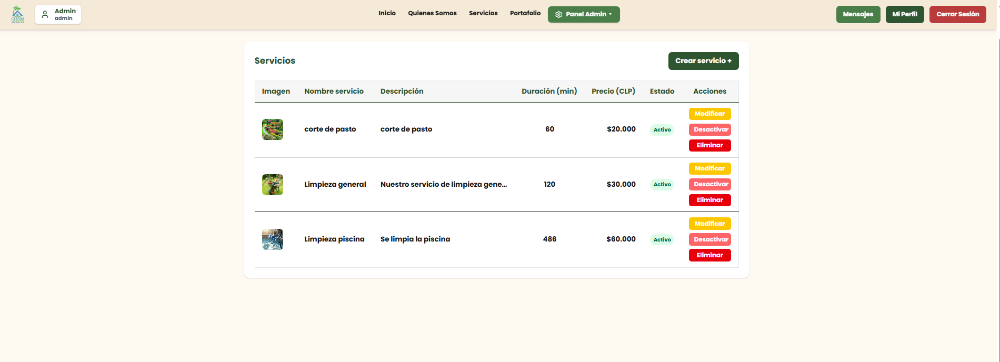 CLEAN &
GARDEN
Admin
admin
Inicio
Quienes Somos
Servicios
Portafolio
Panel Admin
Mensajes
Mi Perfil
Cerrar Sesión
Servicios
Crear servicio +
Imagen
Nombre servicio
Descripción
Duración (min)
Precio (CLP)
Estado
Acciones
corte de pasto
corte de pasto
60
$20.000
Activo
Modificar
Desactivar
Eliminar
Limpieza general
Nuestro servicio de limpieza gene...
120
$30.000
Activo
Modificar
Desactivar
Eliminar
Limpieza piscina
Se limpia la piscina
486
$60.000
Activo
Modificar
Desactivar
Eliminar